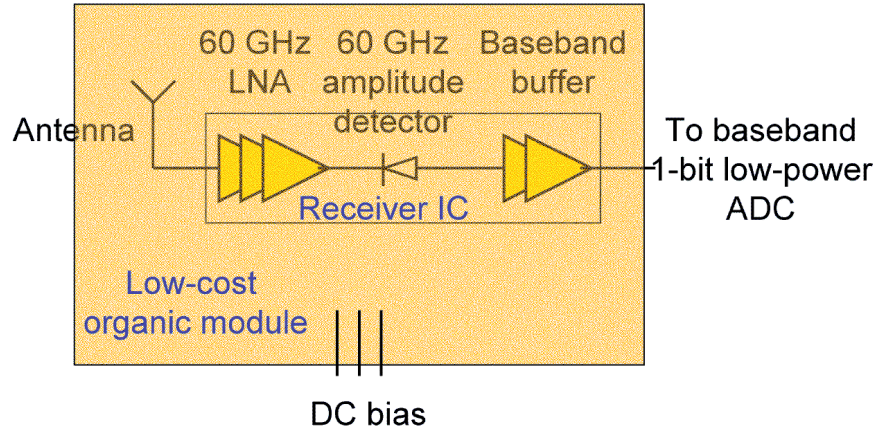 60 GHz
LNA
60 GHz
amplitude
detector
Baseband
buffer
Antenna
To baseband
1-bit low-power
ADC
Receiver IC
Low-cost
organic module
DC bias